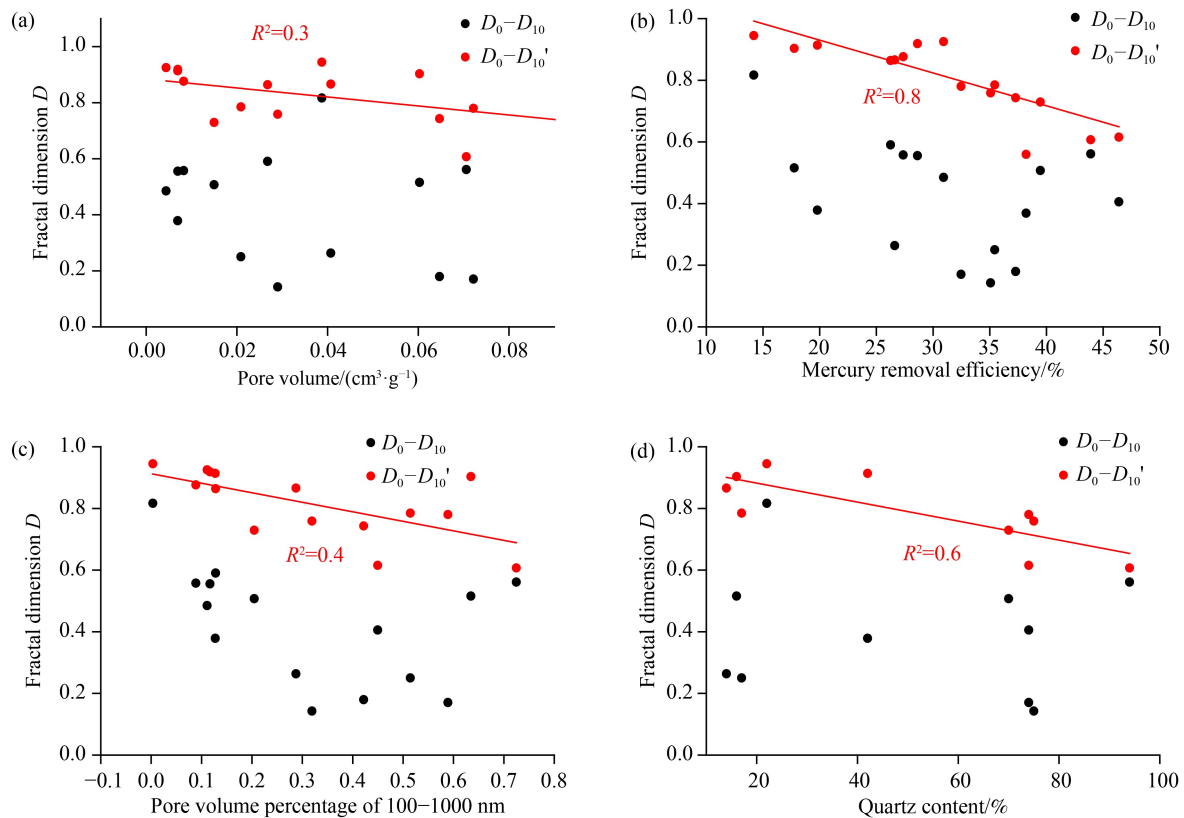 (a)
R²=0.3
D₀−D₁₀
D₀−D₁₀'
1.0
0.8
0.6
0.4
0.2
0.0
Fractal dimension D
0.00 0.02 0.04 0.06 0.08
Pore volume/(cm³·g⁻¹)
(b)
D₀−D₁₀
D₀−D₁₀'
R²=0.8
1.0
0.8
0.6
0.4
0.2
0.0
Fractal dimension D
10 15 20 25 30 35 40 45 50
Mercury removal efficiency/%
(c)
D₀−D₁₀
D₀−D₁₀'
R²=0.4
1.0
0.8
0.6
0.4
0.2
0.0
Fractal dimension D
−0.1 0.0 0.1 0.2 0.3 0.4 0.5 0.6 0.7 0.8
Pore volume percentage of 100−1000 nm
(d)
D₀−D₁₀
D₀−D₁₀'
R²=0.6
1.0
0.8
0.6
0.4
0.2
0.0
Fractal dimension D
20 40 60 80 100
Quartz content/%